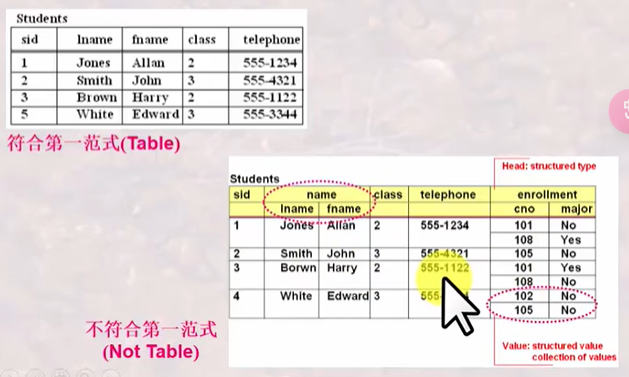 Students
sid lname fname class telephone
1 Jones Allan 2 555-1234
2 Smith John 3 555-4321
3 Brown Harry 2 555-1122
5 White Edward 3 555-3344
符合第一范式(Table)
Head: structured type
Students
sid name class telephone enrollment
lname fname cno major
1 Jones Allan 2 555-1234 101 No
108 Yes
2 Smith John 3 555-4321 105 No
3 Borwn Harry 2 555-1122 101 Yes
108 No
4 White Edward 3 102 No
105 No
不符合第一范式
(Not Table)
Value: structured value
collection of values